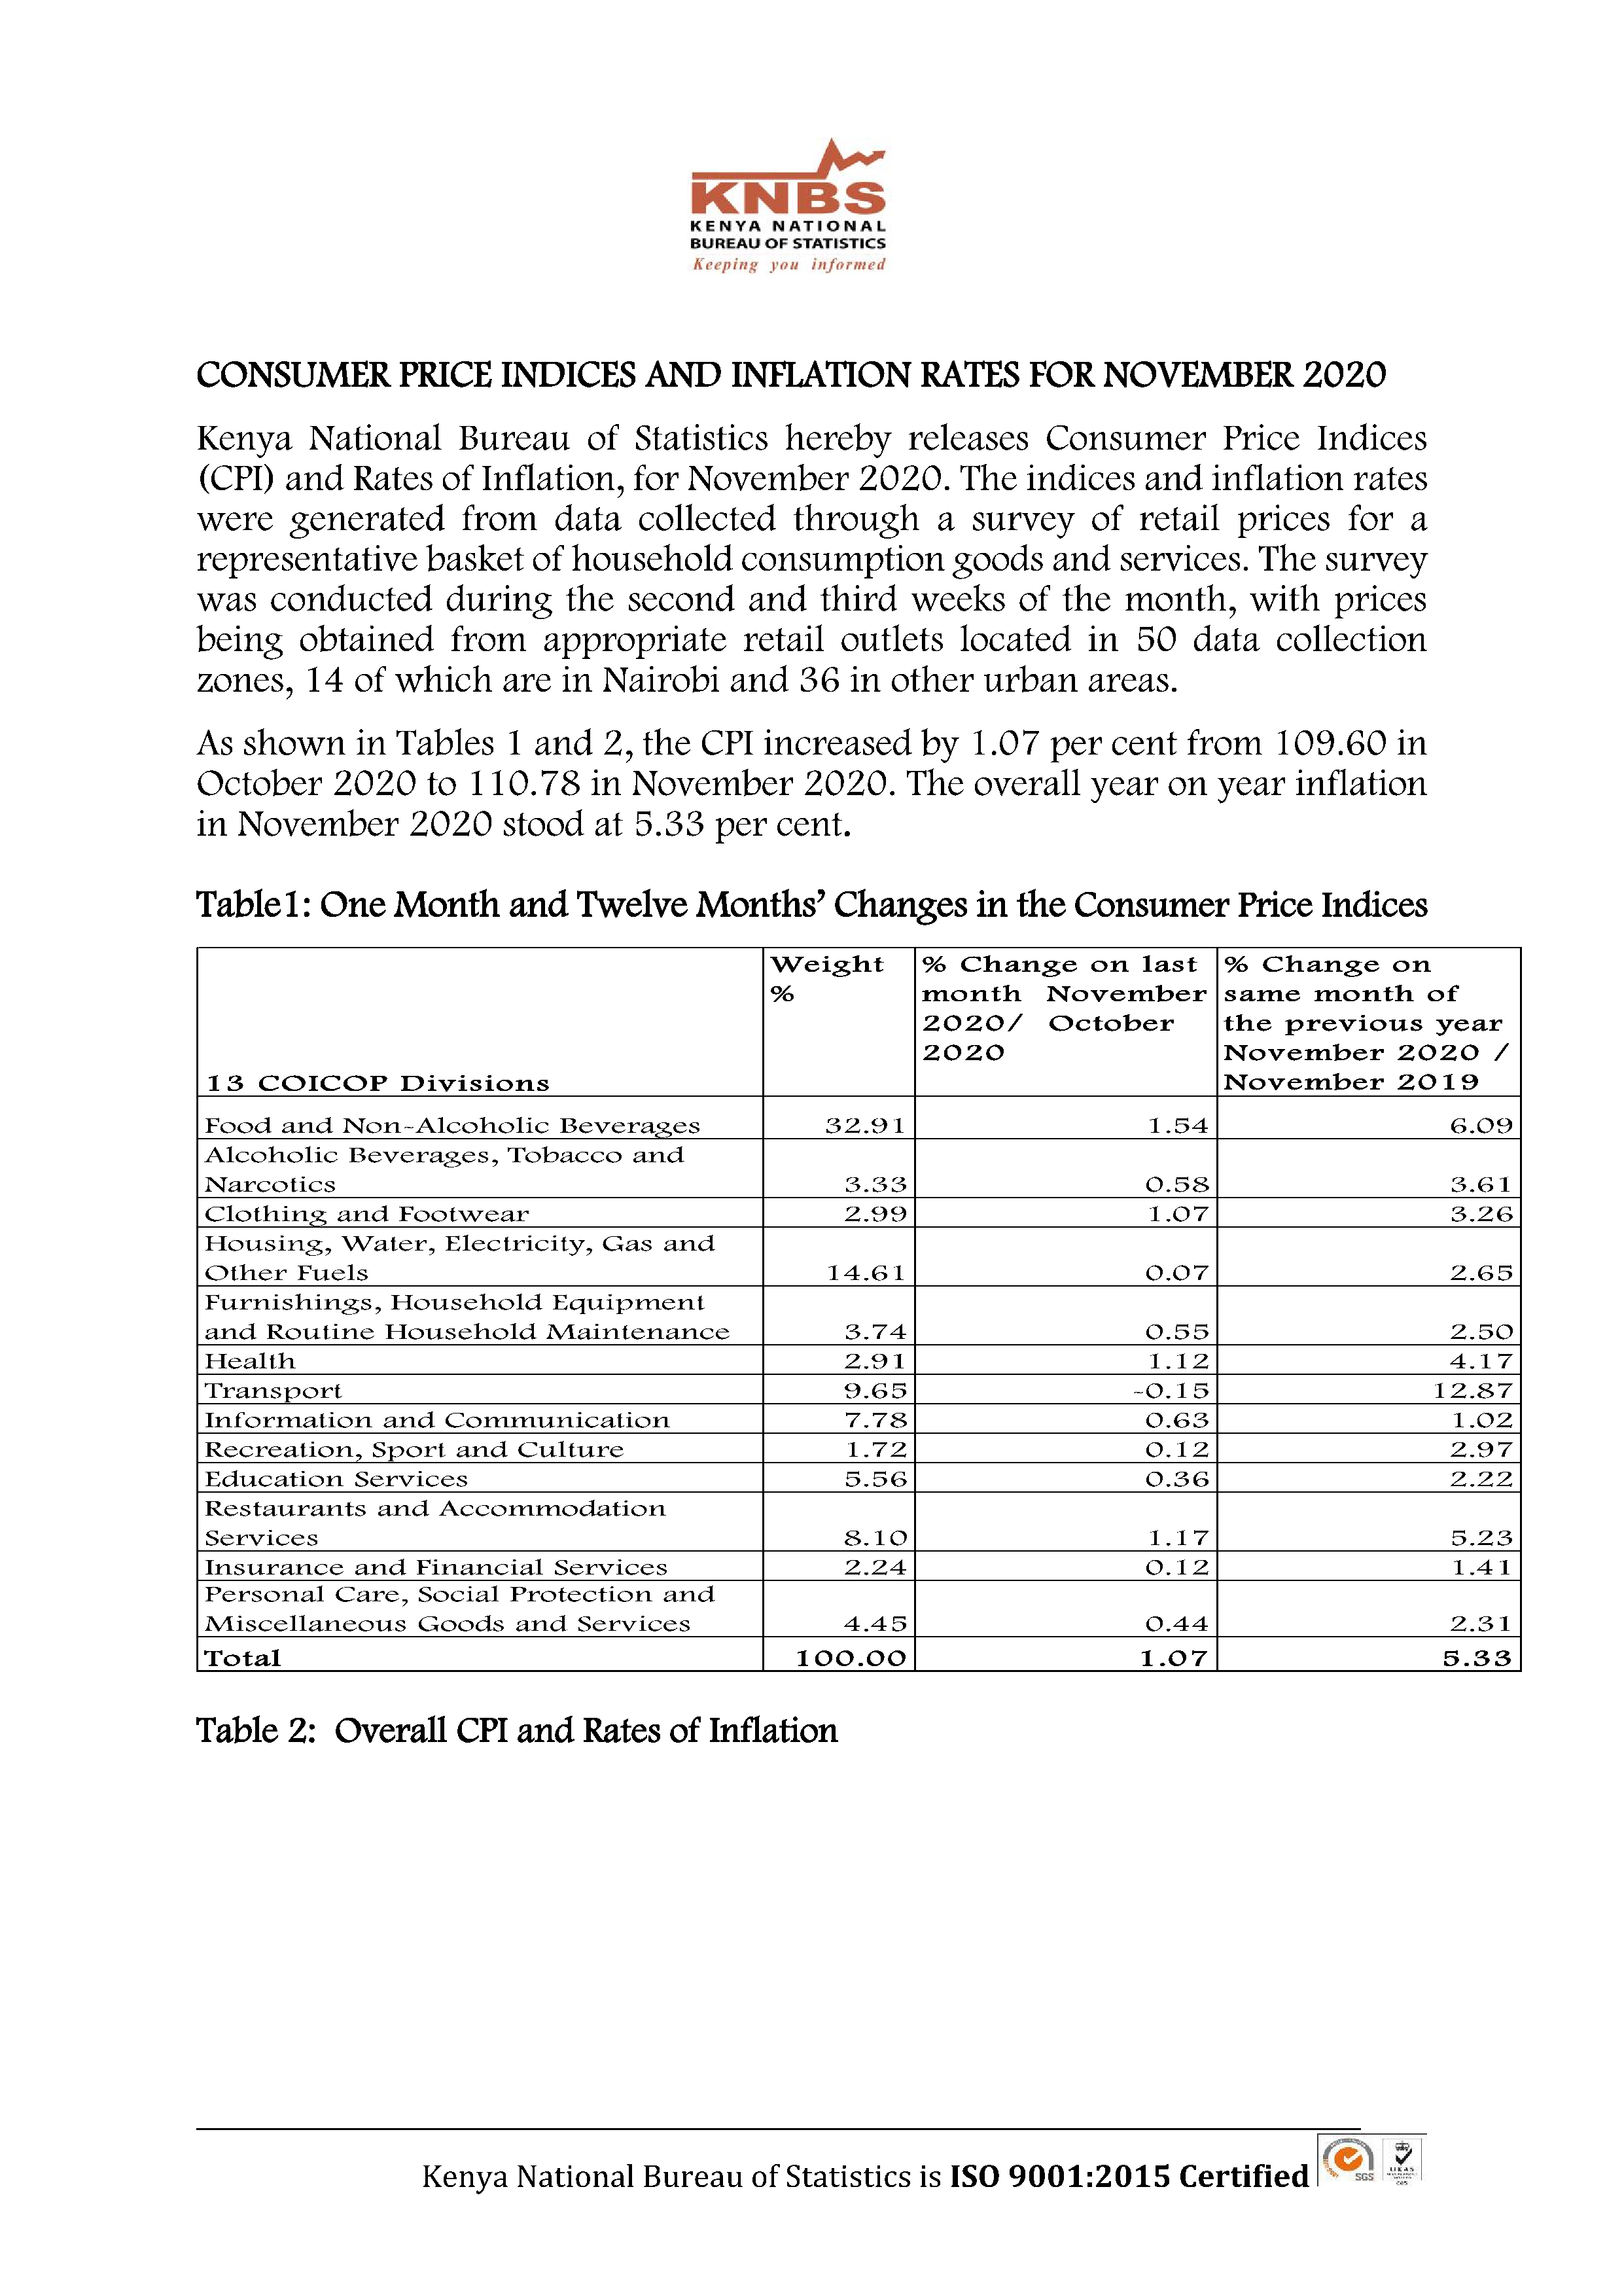 KNBS
KENYA NATIONAL
BUREAU OF STATISTICS
Keeping you informed
CONSUMER PRICE INDICES AND INFLATION RATES FOR NOVEMBER 2020
Kenya National Bureau of Statistics hereby releases Consumer Price Indices
(CPI) and Rates of Inflation, for November 2020. The indices and inflation rates
were generated from data collected through a survey of retail prices for a
representative basket of household consumption goods and services. The survey
was conducted during the second and third weeks of the month, with prices
being obtained from appropriate retail outlets located in 50 data collection
zones, 14 of which are in Nairobi and 36 in other urban areas.
As shown in Tables 1 and 2, the CPI increased by 1.07 per cent from 109.60 in
October 2020 to 110.78 in November 2020. The overall year on year inflation
in November 2020 stood at 5.33 per cent.
Table1: One Month and Twelve Months' Changes in the Consumer Price Indices
Weight % Change on last % Change on
% month November same month of
2020/ October the previous year
2020 November 2020 /
13 COICOP Divisions November 2019
Food and Non-Alcoholic Beverages 32.91 1.54 6.09
Alcoholic Beverages, Tobacco and
Narcotics 3.33 0.58 3.61
Clothing and Footwear 2.99 1.07 3.26
Housing, Water, Electricity, Gas and
Other Fuels 14.61 0.07 2.65
Furnishings, Household Equipment
and Routine Household Maintenance 3.74 0.55 2.50
Health 2.91 1.12 4.17
Transport 9.65 -0.15 12.87
Information and Communication 7.78 0.63 1.02
Recreation, Sport and Culture 1.72 0.12 2.97
Education Services 5.56 0.36 2.22
Restaurants and Accommodation
Services 8.10 1.17 5.23
Insurance and Financial Services 2.24 0.12 1.41
Personal Care, Social Protection and
Miscellaneous Goods and Services 4.45 0.44 2.31
Total 100.00 1.07 5.33
Table 2: Overall CPI and Rates of Inflation
Kenya National Bureau of Statistics is ISO 9001:2015 Certified
SGS
UKAS